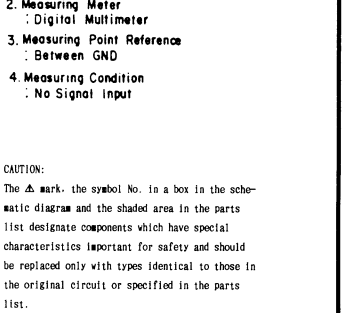 2. Measuring Meter
: Digital Multimeter
3. Measuring Point Reference
: Between GND
4. Measuring Condition
: No Signal Input
CAUTION:
The ⚠ mark. the symbol No. in a box in the sche-
matic diagram and the shaded area in the parts
list designate components which have special
characteristics important for safety and should
be replaced only with types identical to those in
the original circuit or specified in the parts
list.